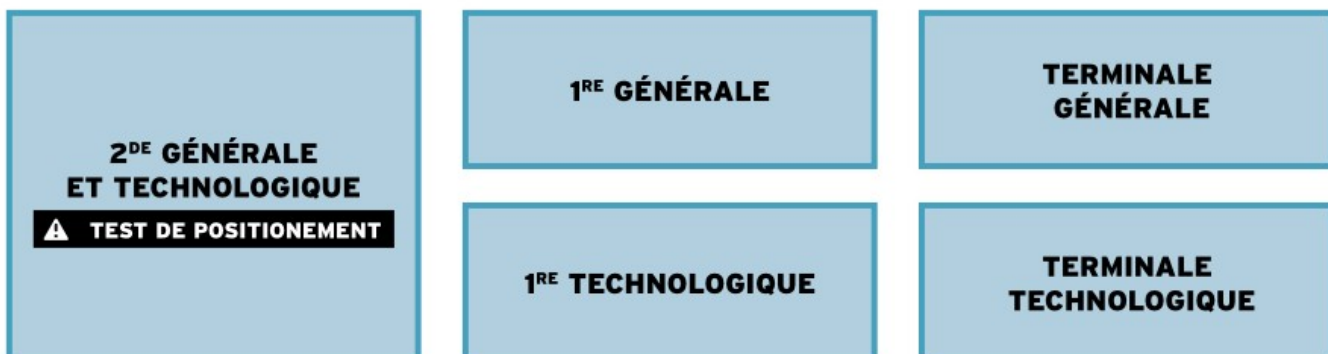 2DE GÉNÉRALE
ET TECHNOLOGIQUE
TEST DE POSITIONEMENT
1RE GÉNÉRALE
1RE TECHNOLOGIQUE
TERMINALE
GÉNÉRALE
TERMINALE
TECHNOLOGIQUE